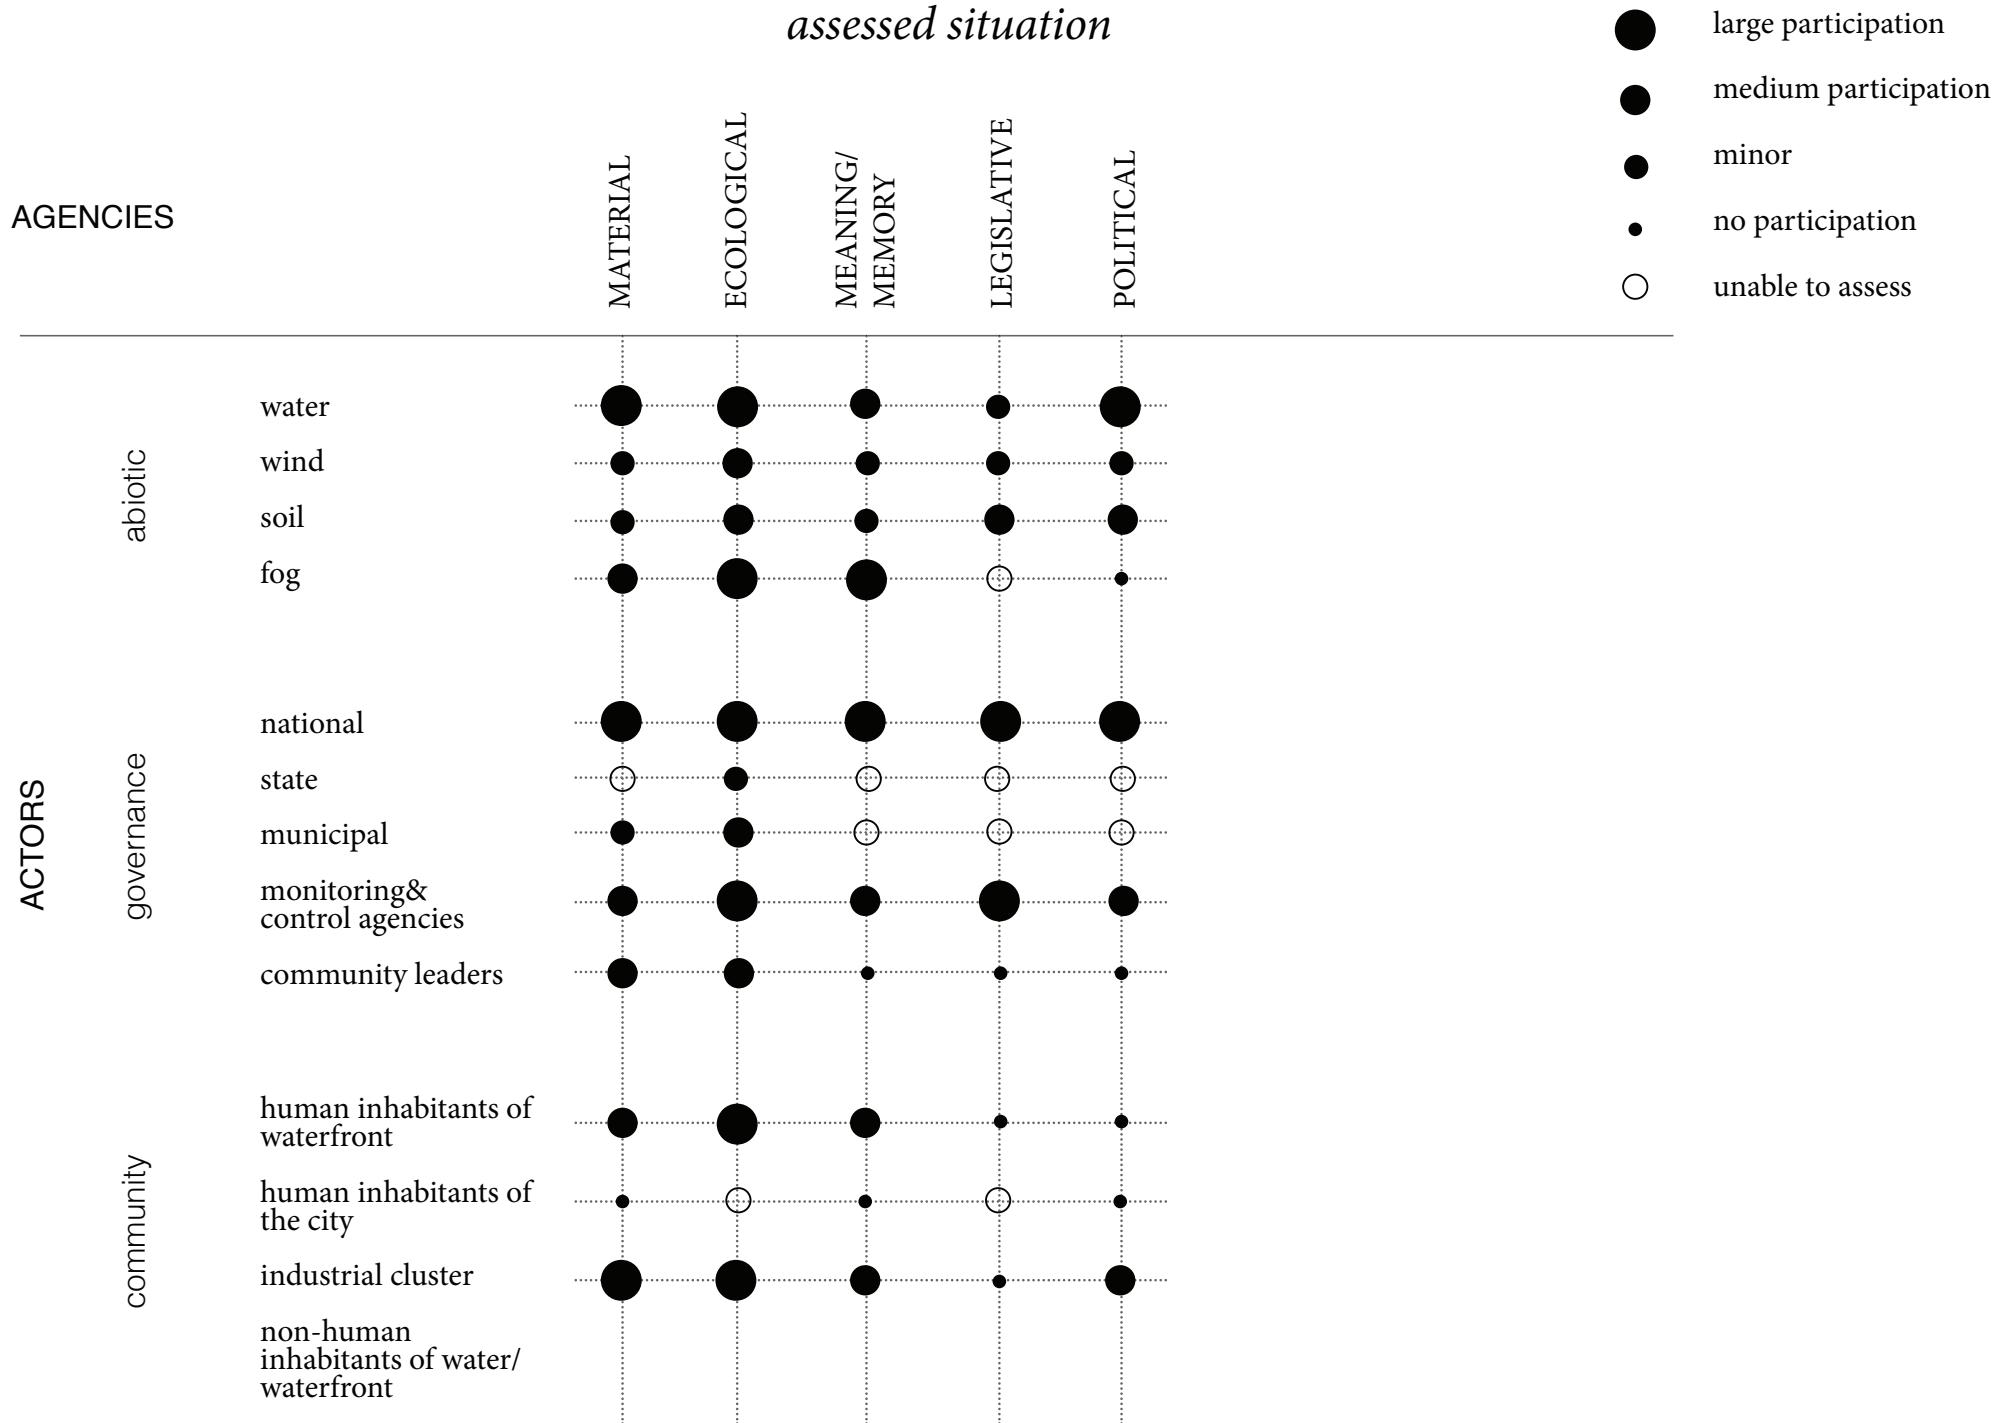 assessed situation
large participation
medium participation
minor
no participation
unable to assess
AGENCIES
MATERIAL
ECOLOGICAL
MEANING/
MEMORY
LEGISLATIVE
POLITICAL
ACTORS
abiotic
water
wind
soil
fog
governance
national
state
municipal
monitoring&
control agencies
community leaders
community
human inhabitants of
waterfront
human inhabitants of
the city
industrial cluster
non-human
inhabitants of water/
waterfront